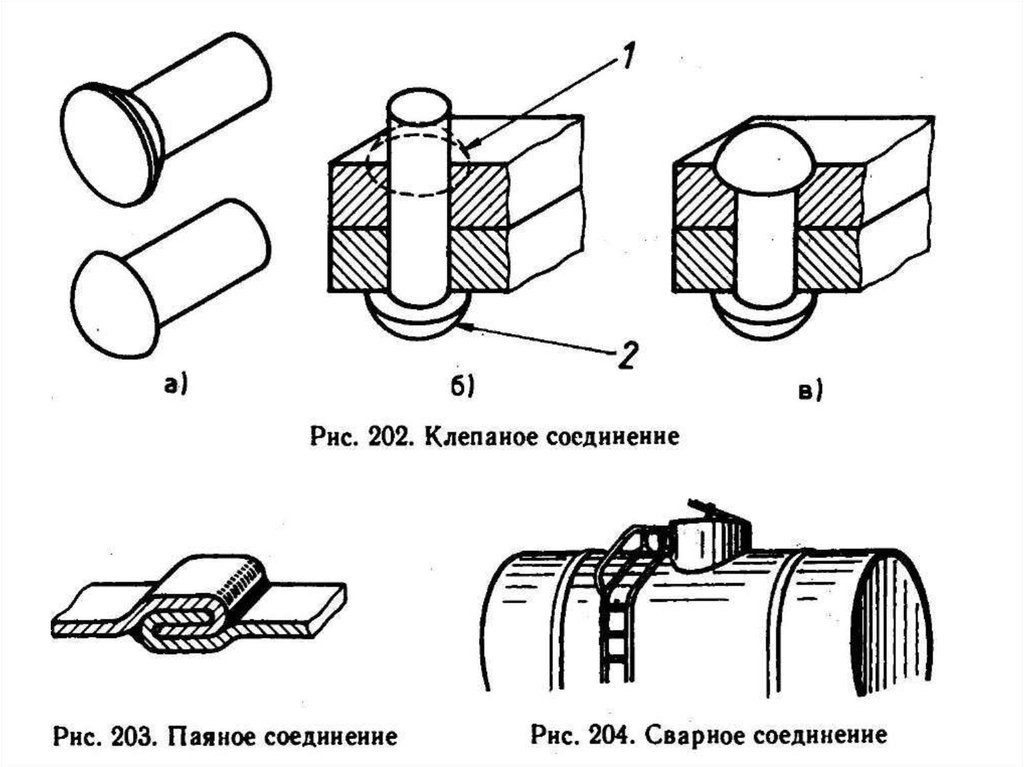 1
2
а)
б)
в)
Рис. 202. Клепаное соединение
Рис. 203. Паяное соединение
Рис. 204. Сварное соединение